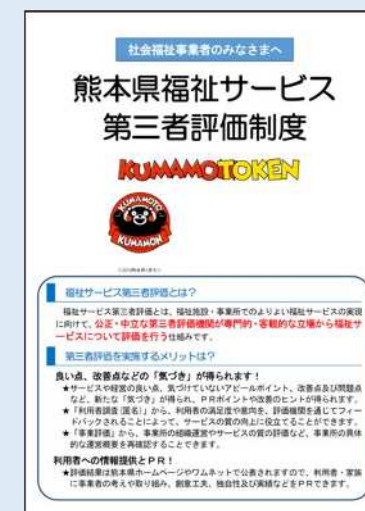 社会福祉事業者のみなさまへ
熊本県福祉サービス
第三者評価制度
KUMAMOTOKEN
KUMAMOTO
KUMAMON
福祉サービス第三者評価とは?
福祉サービス第三者評価とは、福祉施設・事業所でのよりよい福祉サービスの実現
に向けて、公正・中立な第三者評価機関が専門的・客観的な立場から福祉サ
ービスについて評価を行う仕組みです。
第三者評価を実施するメリットは?
良い点、改善点などの「気づき」が得られます!
★サービスや経営の良い点、気づけていないアピールポイント、改善点及び問題点
など、新たな「気づき」が得られ、PRポイントや改善のヒントが得られます。
★「利用者調査(匿名)」から、利用者の満足度や意向を、評価機関を通じてフィー
ドバックされることによって、サービスの質の向上に役立てることができます。
★「事業評価」から、事業所の組織運営やサービスの質の評価など、事業所の具体
的な運営概要を再確認することできます。
利用者への情報提供とPR!
★評価結果は熊本県ホームページやワムネットで公表されますので、利用者・家族
に事業者の考えや取り組み、創意工夫、独自性及び実績などをPRできます。